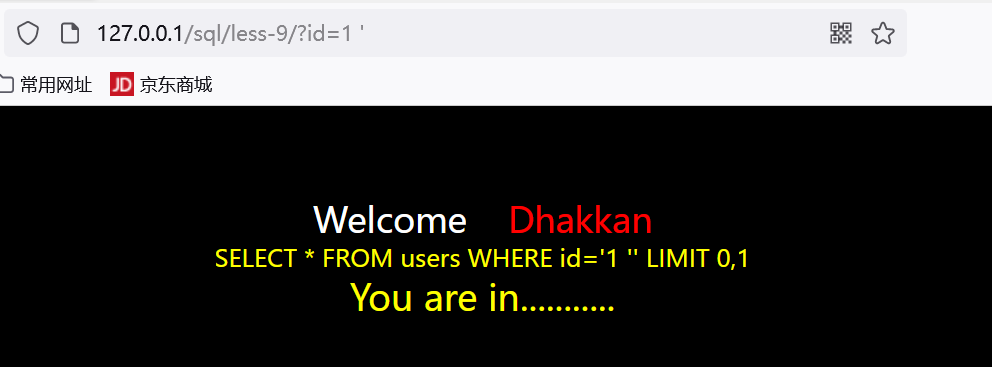 127.0.0.1/sql/less-9/?id=1 '
常用网址 JD 京东商城
Welcome Dhakkan
SELECT * FROM users WHERE id='1 '' LIMIT 0,1
You are in...........